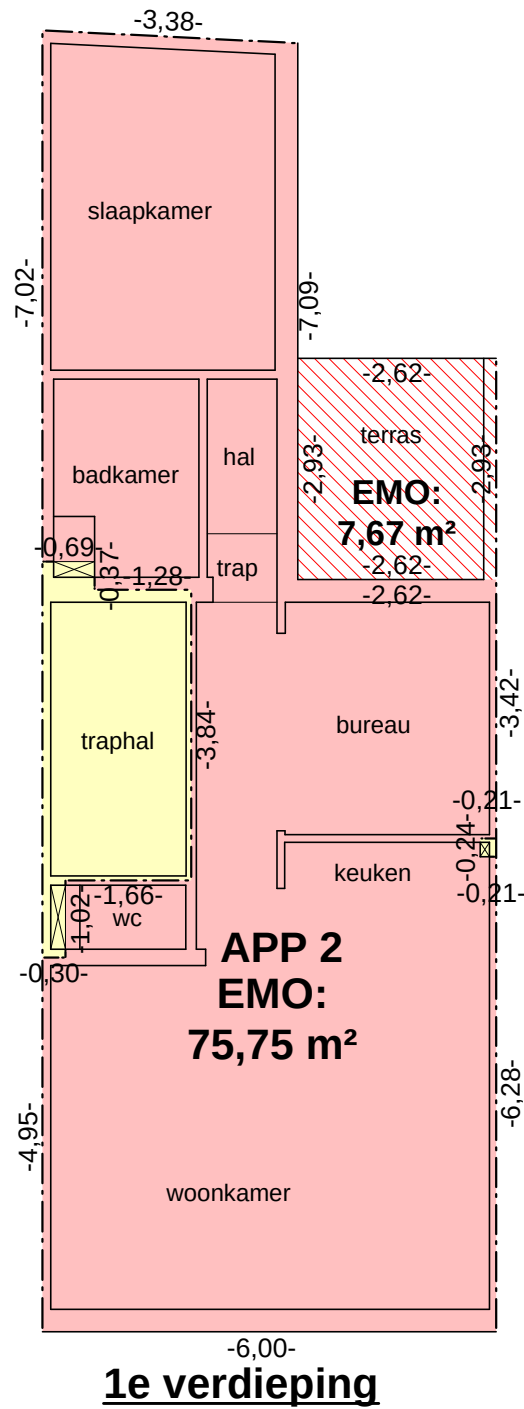 -3,38-
slaapkamer
-7,02-
-7,09-
-2,62-
terras
hal
badkamer
-2,93-
-2,93-
EMO:
7,67 m²
-0,69-
-0,37-
-1,28-
trap
-2,62-
-2,62-
-3,42-
-3,84-
bureau
traphal
-0,21-
-0,24-
keuken
-0,21-
-1,66-
-1,02-
wc
APP 2
-0,30-
EMO:
75,75 m²
-4,95-
-6,28-
woonkamer
-6,00-
1e verdieping